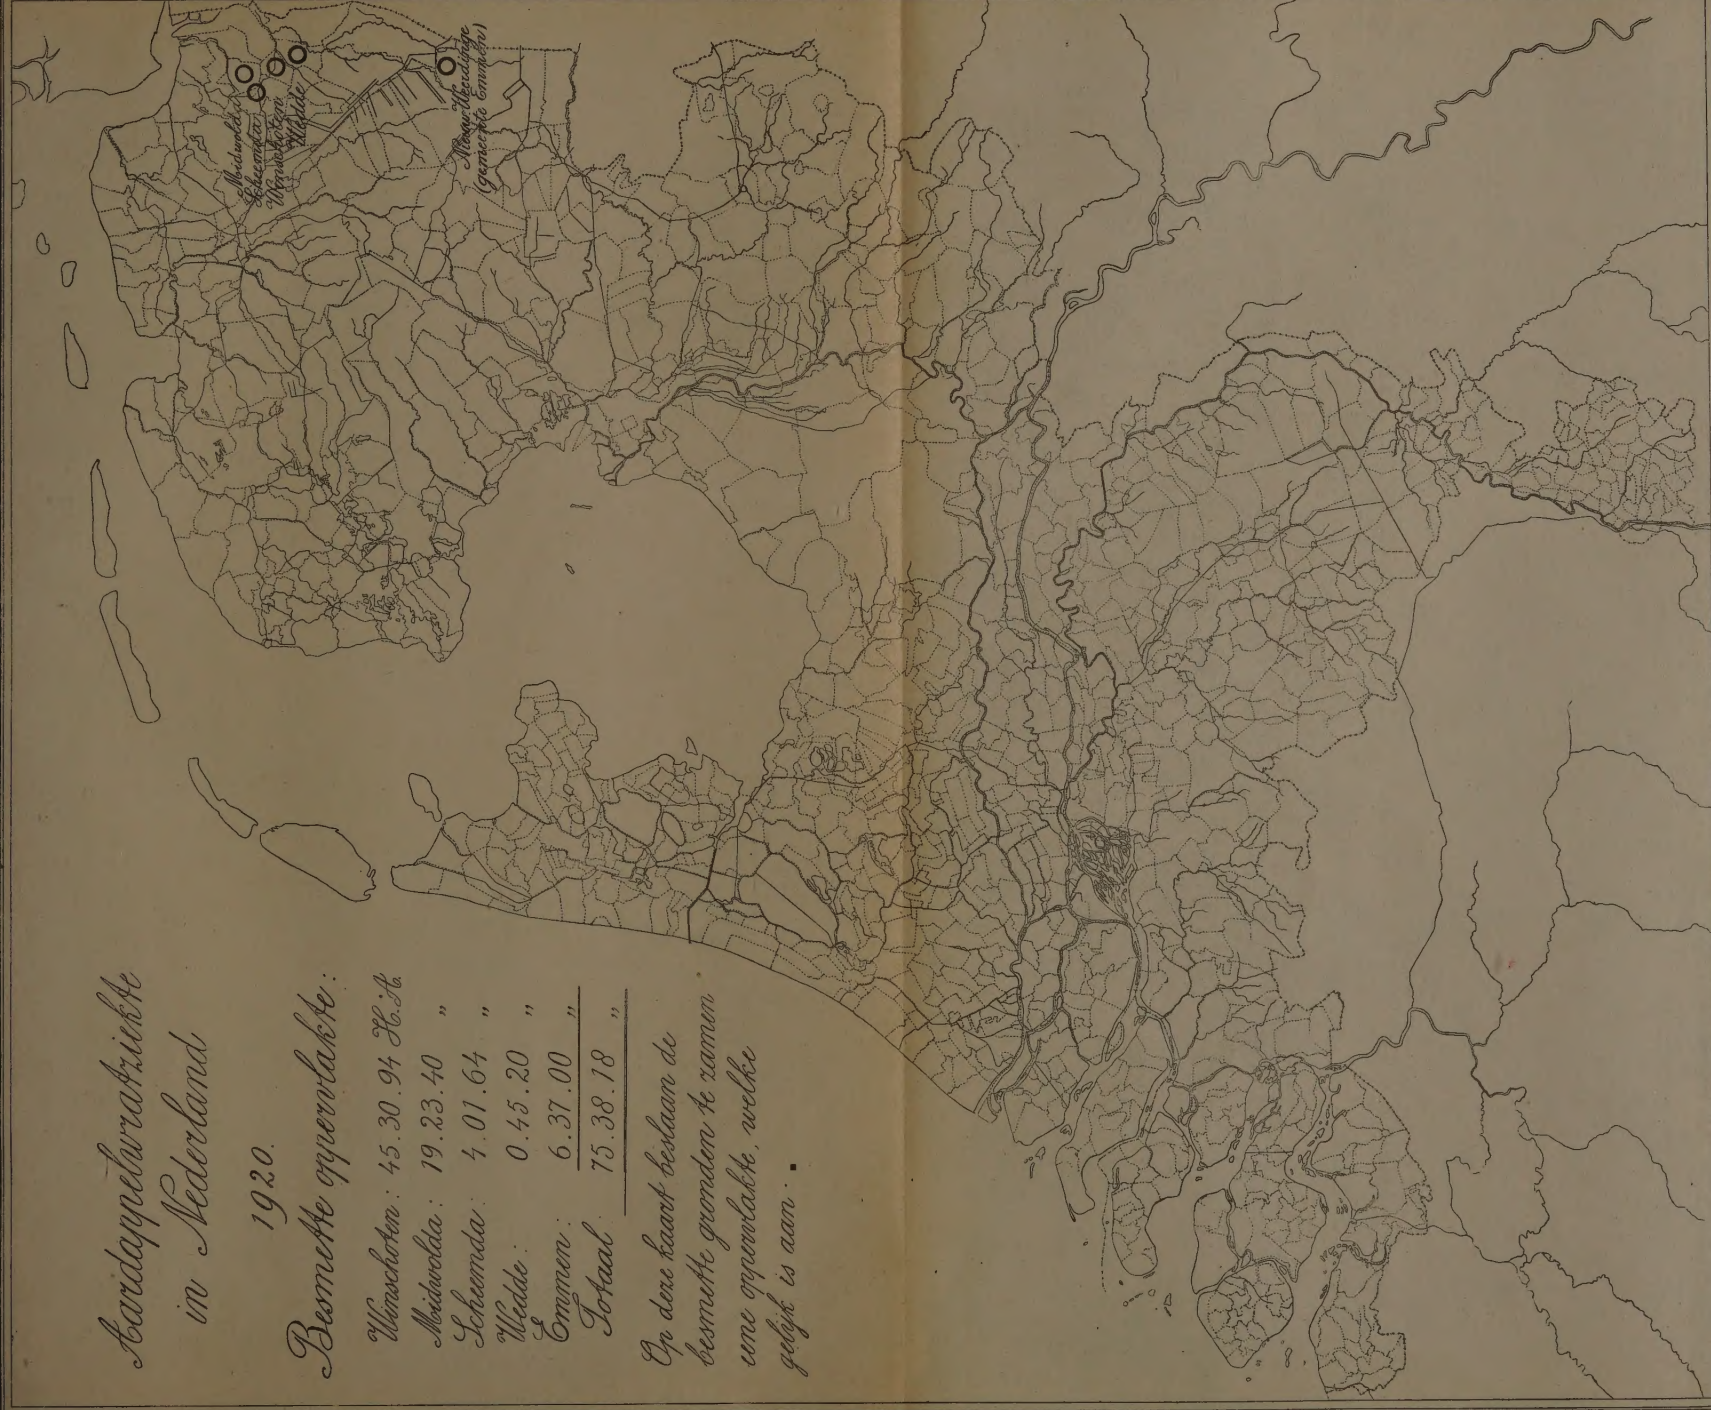 Aardappelwratziekte
in Nederland
1920.
Besmette oppervlakte:
Winschoten: 45.30.94 H.A.
Midwolda: 19.23.40 „
Scheemda: 4.01.64 „
Wedde: 0.45.20 „
Emmen: 6.37.00 „
Totaal: 75.38.18 „
Op deze kaart beslaan de
besmette gronden te zamen
eene oppervlakte, welke
gelijk is aan .
Midwolda
Scheemda
Winschoten
Wedde
Nieuw Weerdinge
(gemeente Emmen)